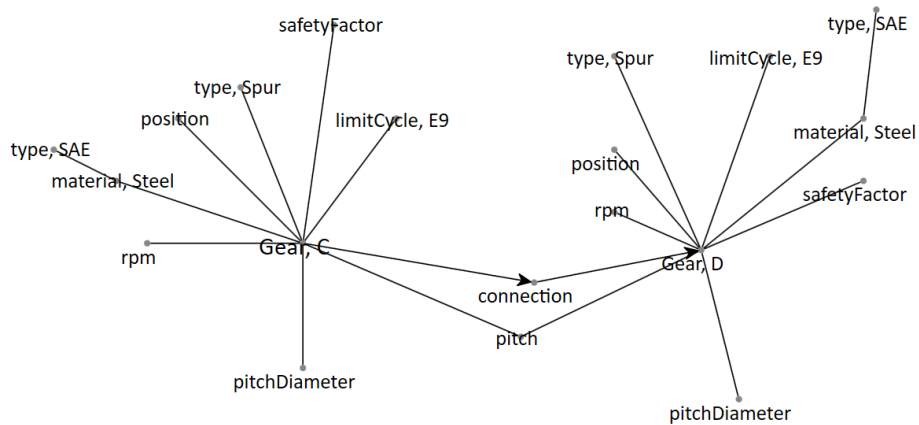 safetyFactor
type, SAE
type, Spur
type, Spur
limitCycle, E9
position
limitCycle, E9
material, Steel
type, SAE
position
material, Steel
safetyFactor
rpm
rpm
Gear, C
Gear, D
connection
pitch
pitchDiameter
pitchDiameter